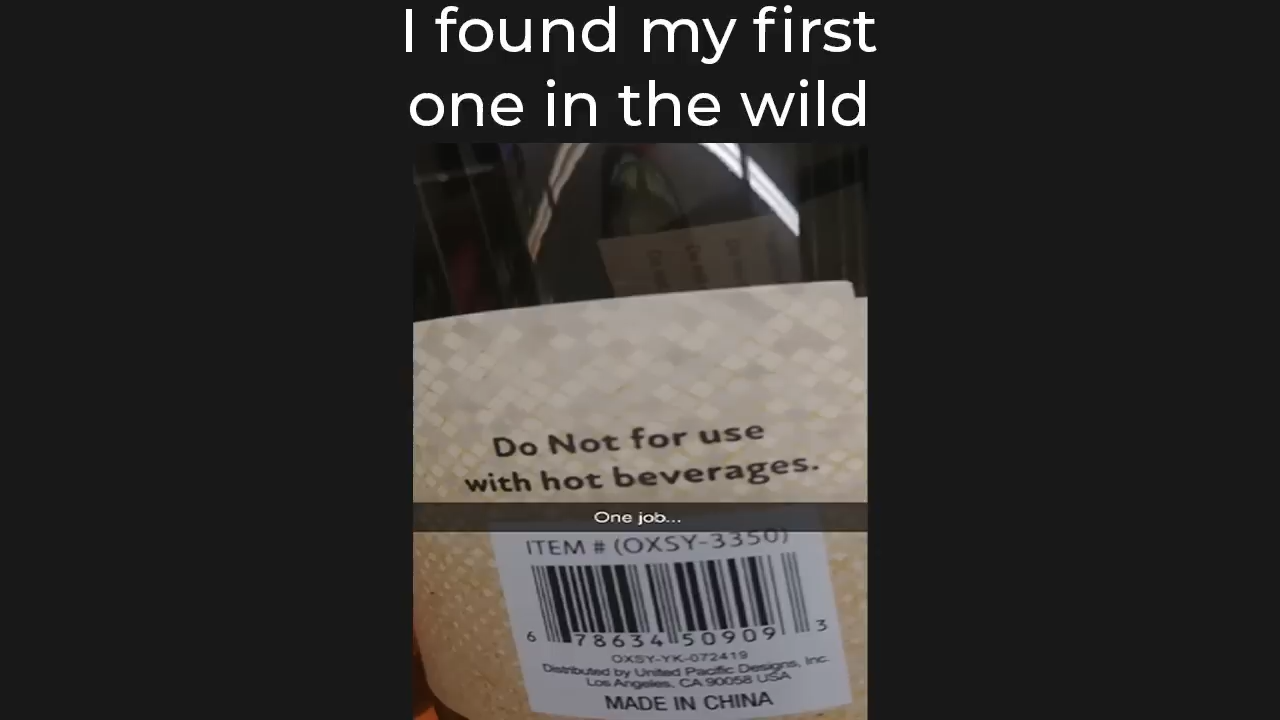 I found my first
one in the wild
Do Not for use
with hot beverages.
One job...
ITEM # (OXSY-3350)
6 78634 50909 3
OXSY-YK-072419
Distributed by United Pacific Designs, Inc.
Los Angeles, CA 90058 USA
MADE IN CHINA